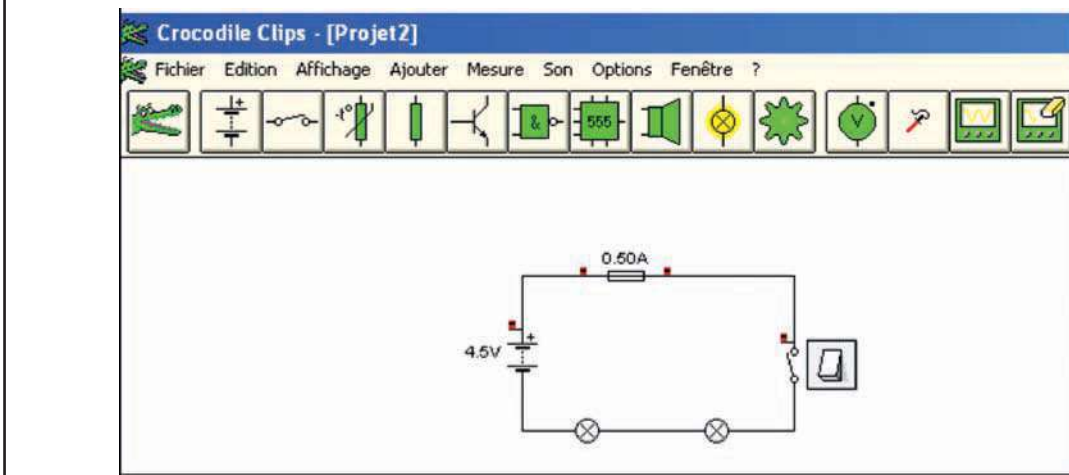 Crocodile Clips - [Projet2]
Fichier Edition Affichage Ajouter Mesure Son Options Fenêtre ?
+ -t° & 555 V
0.50A
+
4.5V